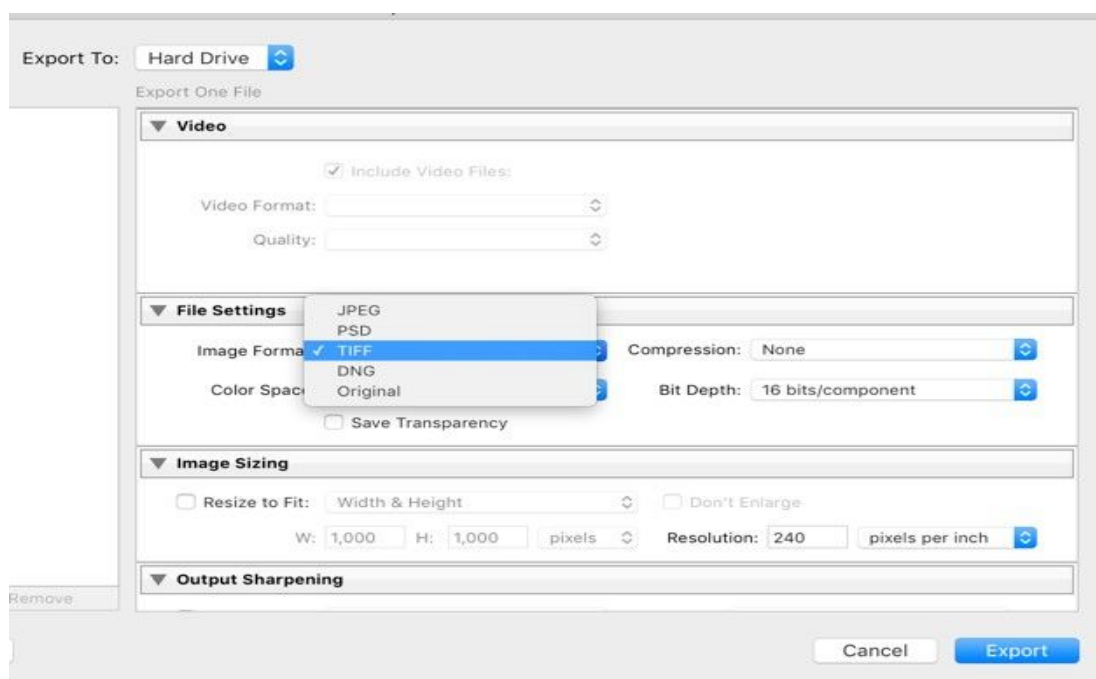 Export To: Hard Drive
Export One File
Video
Include Video Files:
Video Format:
Quality:
File Settings
JPEG
PSD
Image Forma ✓ TIFF Compression: None
DNG
Color Spac Original Bit Depth: 16 bits/component
Save Transparency
Image Sizing
Resize to Fit: Width & Height Don't Enlarge
W: 1,000 H: 1,000 pixels Resolution: 240 pixels per inch
Output Sharpening
Remove
Cancel Export